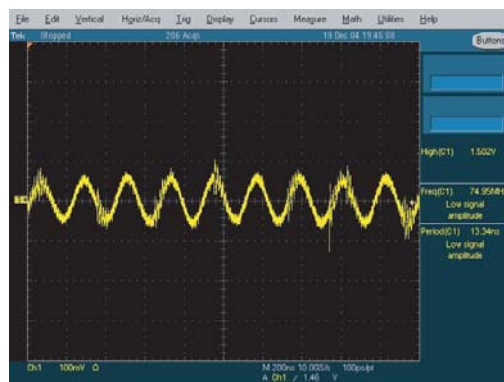 File Edit Vertical Horiz/Acq Trig Display Cursors Measure Math Utilities Help
Tek Stopped 206 Acqs 19 Dec 04 19:45:08
Buttons
High(C1) 1.502V
Freq(C1) 74.95MHz
Low signal
amplitude
Period(C1) 13.34ns
Low signal
amplitude
Ch1 100mV Ω
M 200ns 10.0GS/s 100ps/pt
A Ch1 / 1.46 V